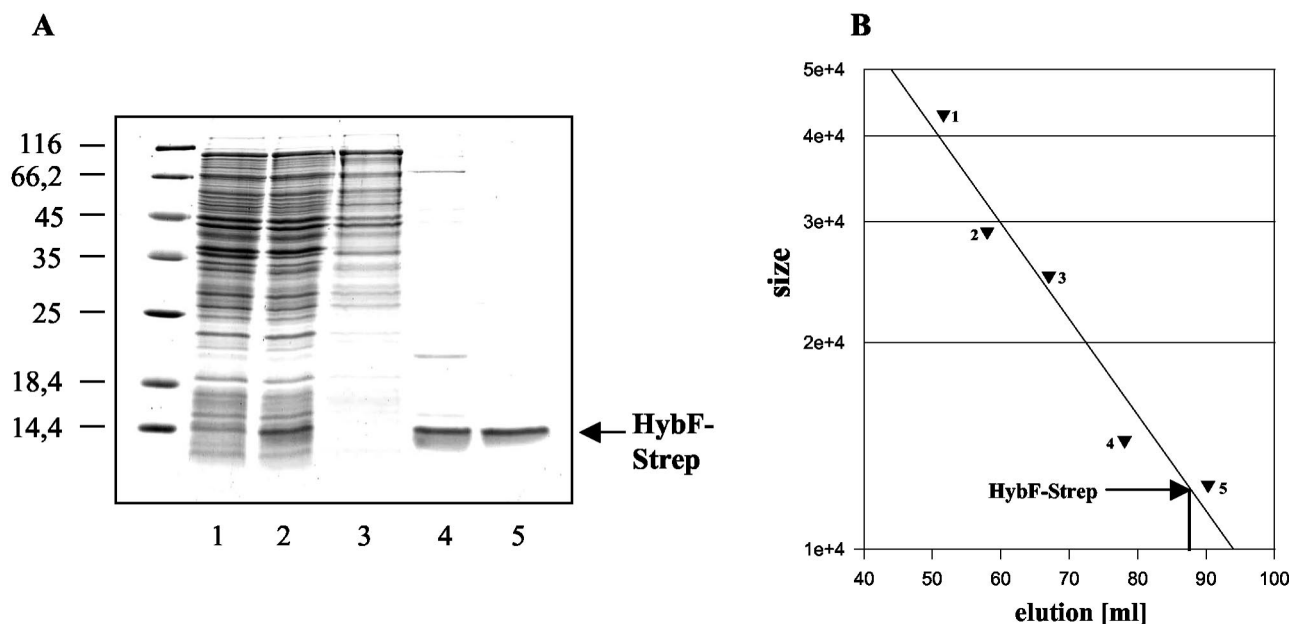 A
116
66,2
45
35
25
18,4
14,4
HybF-
Strep
1 2 3 4 5
B
size
5e+4
4e+4
3e+4
2e+4
1e+4
1
2
3
4
5
HybF-Strep
40 50 60 70 80 90 100
elution [ml]